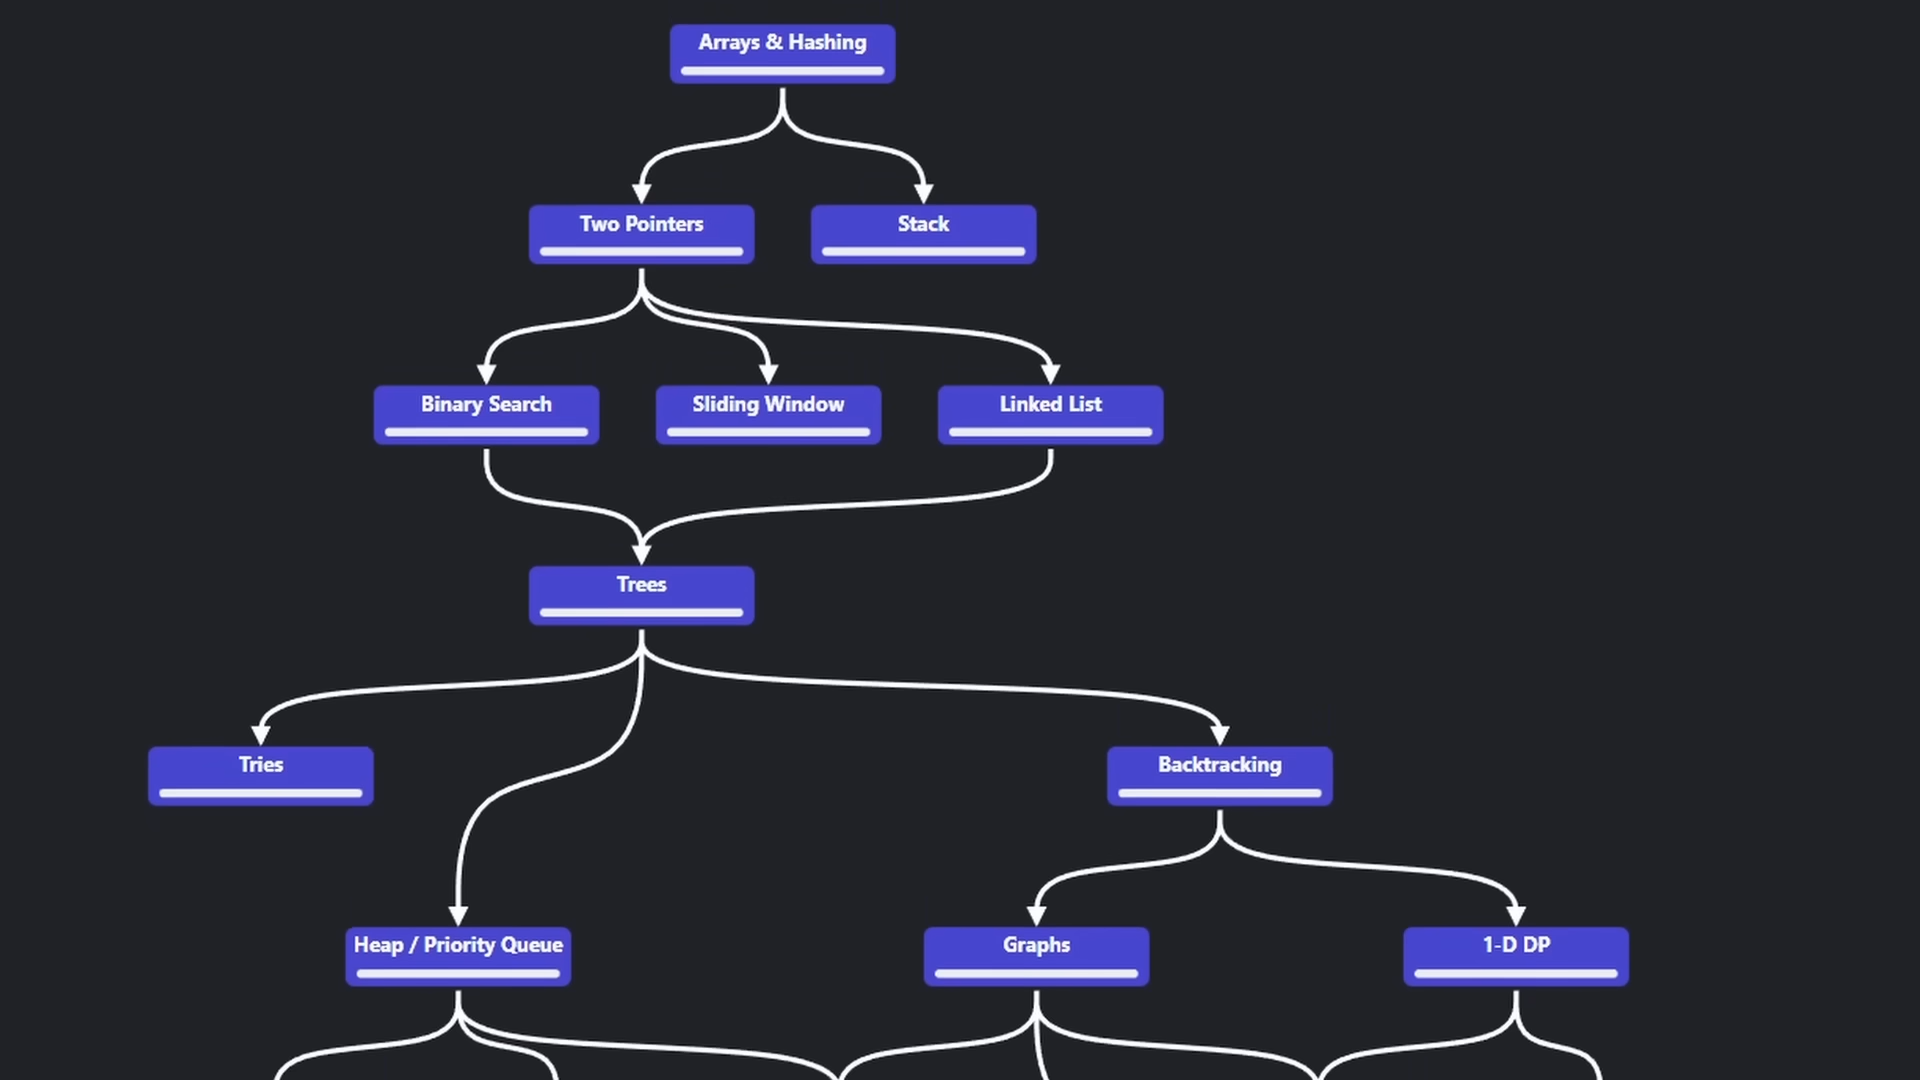 Arrays & Hashing
Two Pointers
Stack
Binary Search
Sliding Window
Linked List
Trees
Tries
Backtracking
Heap / Priority Queue
Graphs
1-D DP